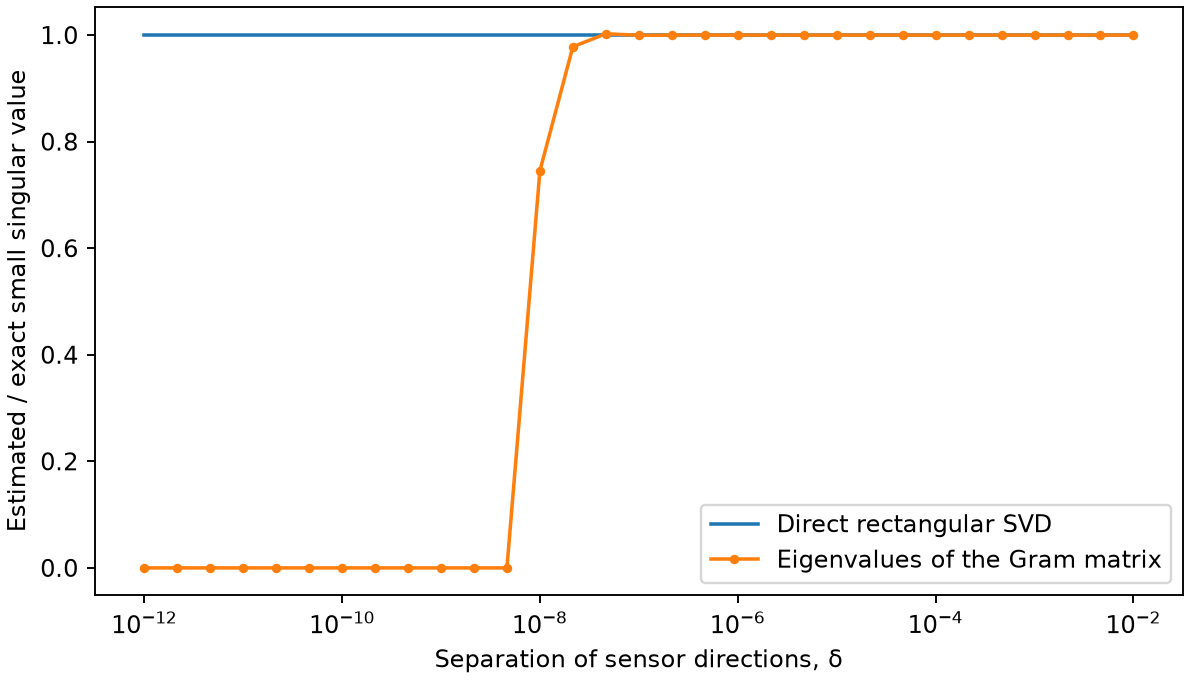 Estimated / exact small singular value
1.0
0.8
0.6
0.4
0.2
0.0
Direct rectangular SVD
Eigenvalues of the Gram matrix
10⁻¹² 10⁻¹⁰ 10⁻⁸ 10⁻⁶ 10⁻⁴ 10⁻²
Separation of sensor directions, δ